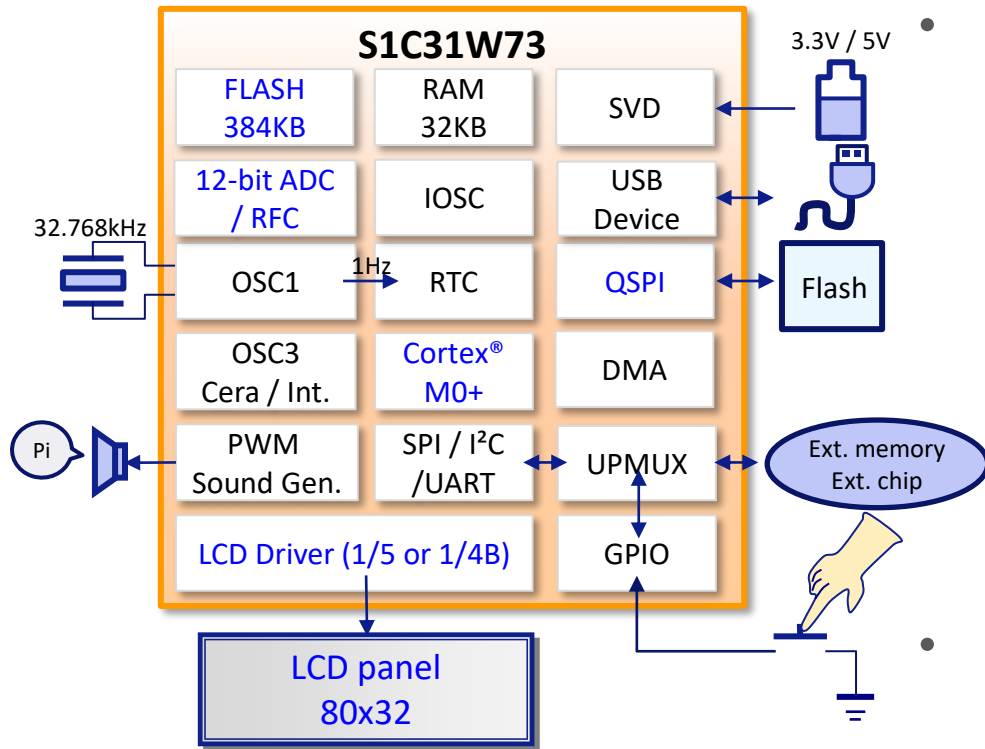 S1C31W73
3.3V / 5V
FLASH
384KB
RAM
32KB
SVD
12-bit ADC
/ RFC
IOSC
USB
Device
32.768kHz
OSC1
1Hz
RTC
QSPI
Flash
OSC3
Cera / Int.
Cortex®
M0+
DMA
Pi
PWM
Sound Gen.
SPI / I²C
/UART
UPMUX
Ext. memory
Ext. chip
LCD Driver (1/5 or 1/4B)
GPIO
LCD panel
80x32